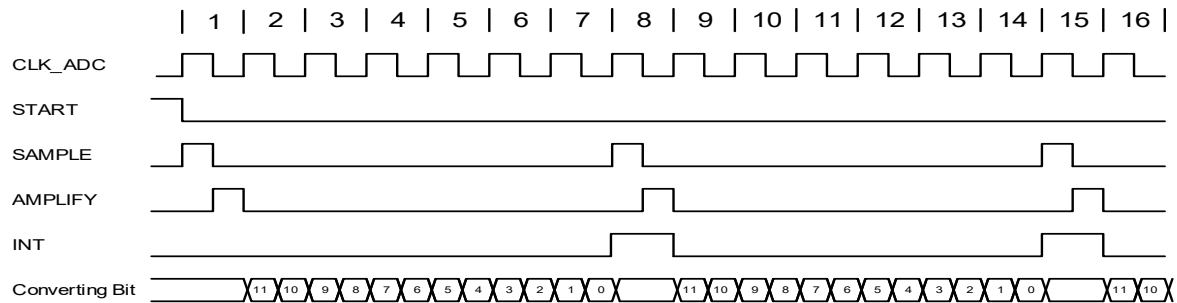 | 1 | 2 | 3 | 4 | 5 | 6 | 7 | 8 | 9 | 10 | 11 | 12 | 13 | 14 | 15 | 16 |
CLK_ADC
START
SAMPLE
AMPLIFY
INT
Converting Bit 11 10 9 8 7 6 5 4 3 2 1 0 11 10 9 8 7 6 5 4 3 2 1 0 11 10